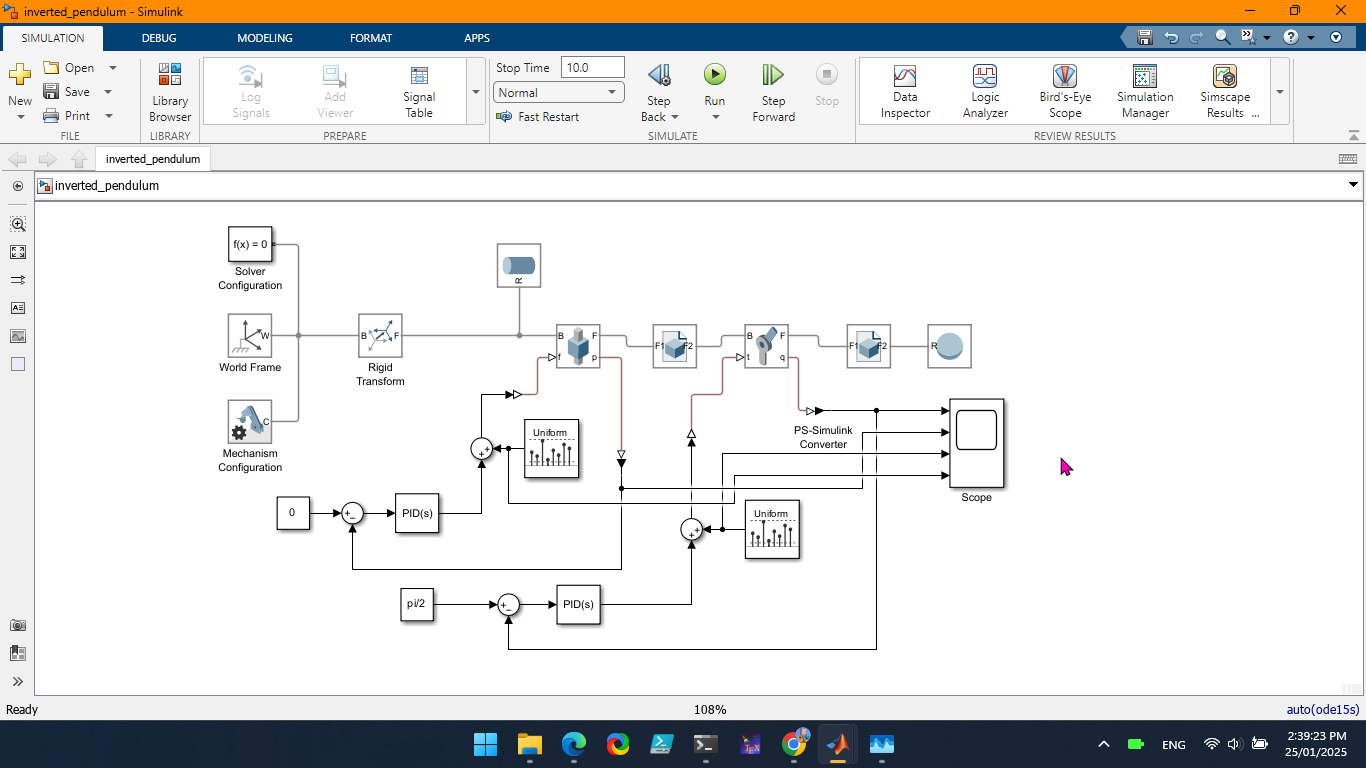 inverted_pendulum - Simulink
SIMULATION DEBUG MODELING FORMAT APPS
New
Open
Save
Print
FILE
Library
Browser
LIBRARY
Log
Signals
Add
Viewer
Signal
Table
PREPARE
Stop Time 10.0
Normal
Fast Restart
Step
Back
Run
Step
Forward
Stop
SIMULATE
Data
Inspector
Logic
Analyzer
Bird's-Eye
Scope
Simulation
Manager
Simscape
Results ...
REVIEW RESULTS
inverted_pendulum
inverted_pendulum
f(x) = 0
Solver
Configuration
W
World Frame
C
Mechanism
Configuration
B F
Rigid
Transform
R
B F
f p
F1 F2
B F
t q
F1 F2
R
Uniform
PS-Simulink
Converter
Scope
0
PID(s)
Uniform
pi/2
PID(s)
Ready
108%
auto(ode15s)
ENG
2:39:23 PM
25/01/2025